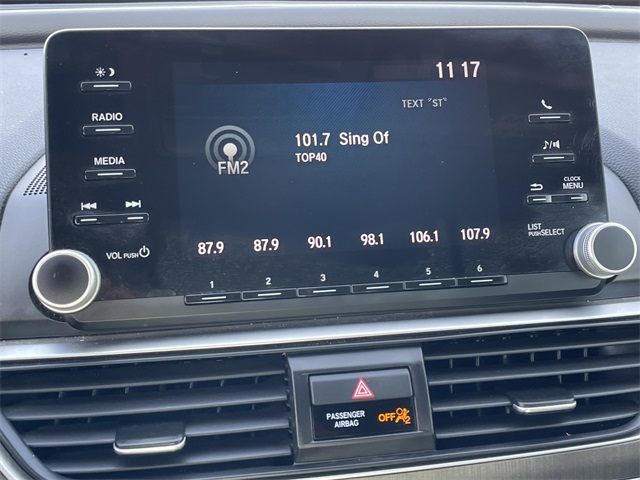 11 17
TEXT "ST"
RADIO
101.7 Sing Of
TOP40
FM2
MEDIA
CLOCK
MENU
LIST
PUSH SELECT
VOL PUSH
87.9 87.9 90.1 98.1 106.1 107.9
1 2 3 4 5 6
PASSENGER
AIRBAG
OFF 2